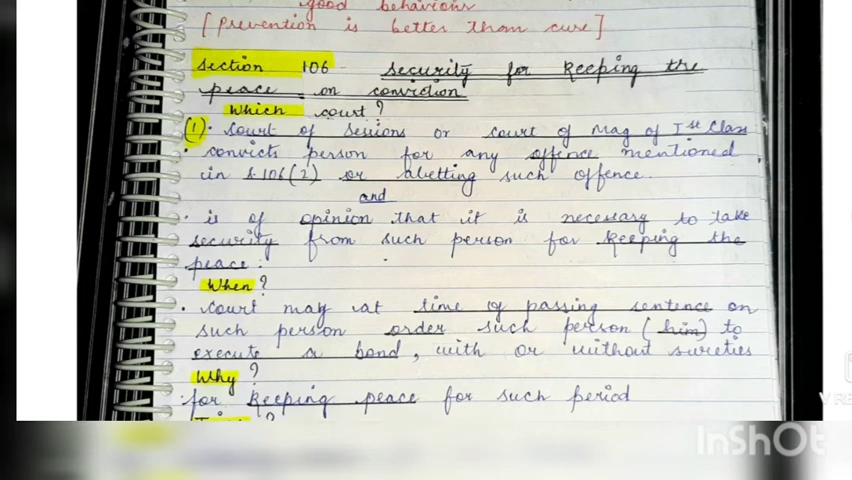 good behaviour
[Prevention is better than cure]
Section 106 security for keeping the
peace on conviction
Which court?
(1) • Court of Sessions or court of Mag of Ist Class
• convicts person for any offence mentioned
in s.106(2) or abetting such offence.
and
• is of opinion that it is necessary to take
security from such person for keeping the
peace.
When?
• court may at time of passing sentence on
such person order such person (him) to
execute a bond, with or without sureties
Why?
for keeping peace for such period
V RE
InShOt